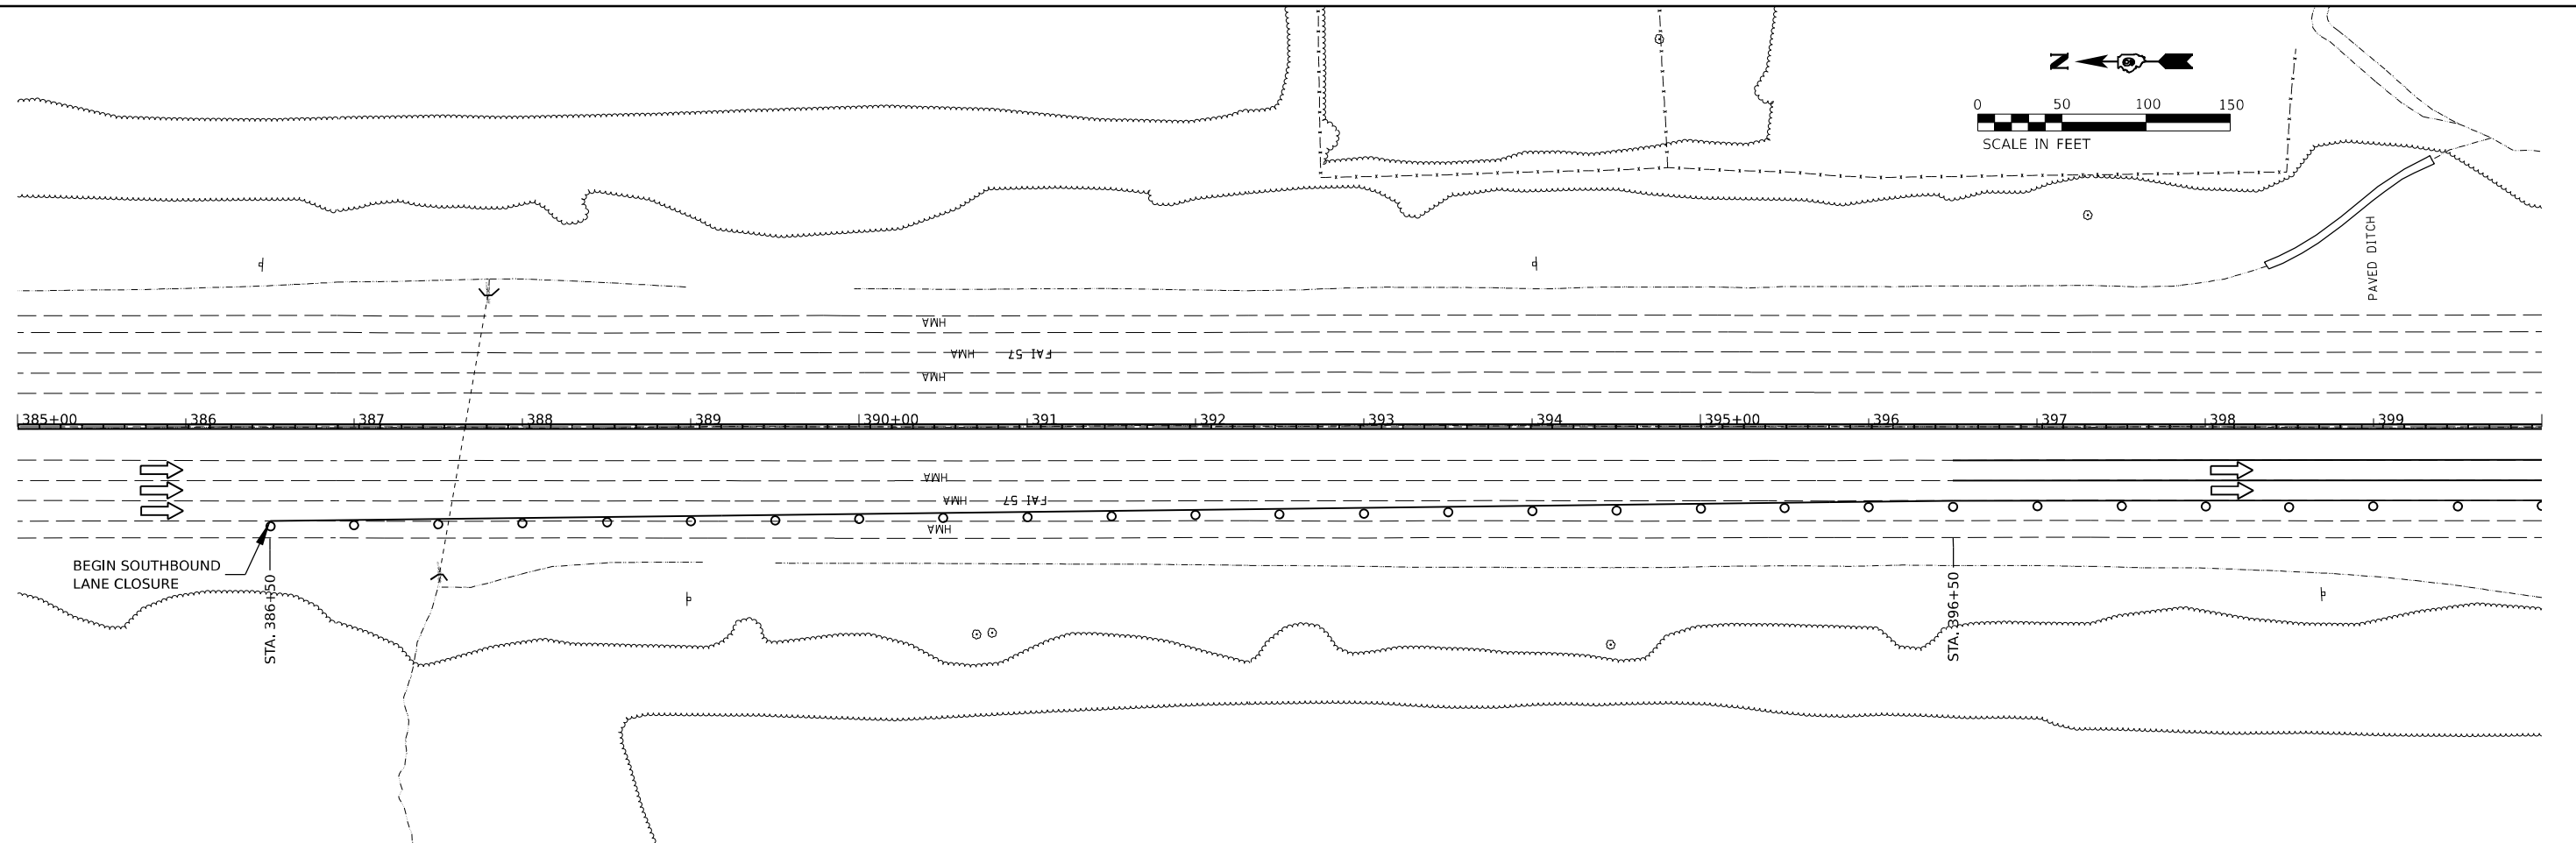 N
0 50 100 150
SCALE IN FEET
PAVED DITCH
HMA
HMA FAI 57
HMA
385+00 386 387 388 389 390+00 391 392 393 394 395+00 396 397 398 399
HMA
HMA FAI 57
HMA
BEGIN SOUTHBOUND
LANE CLOSURE
STA. 386+50
STA. 396+50